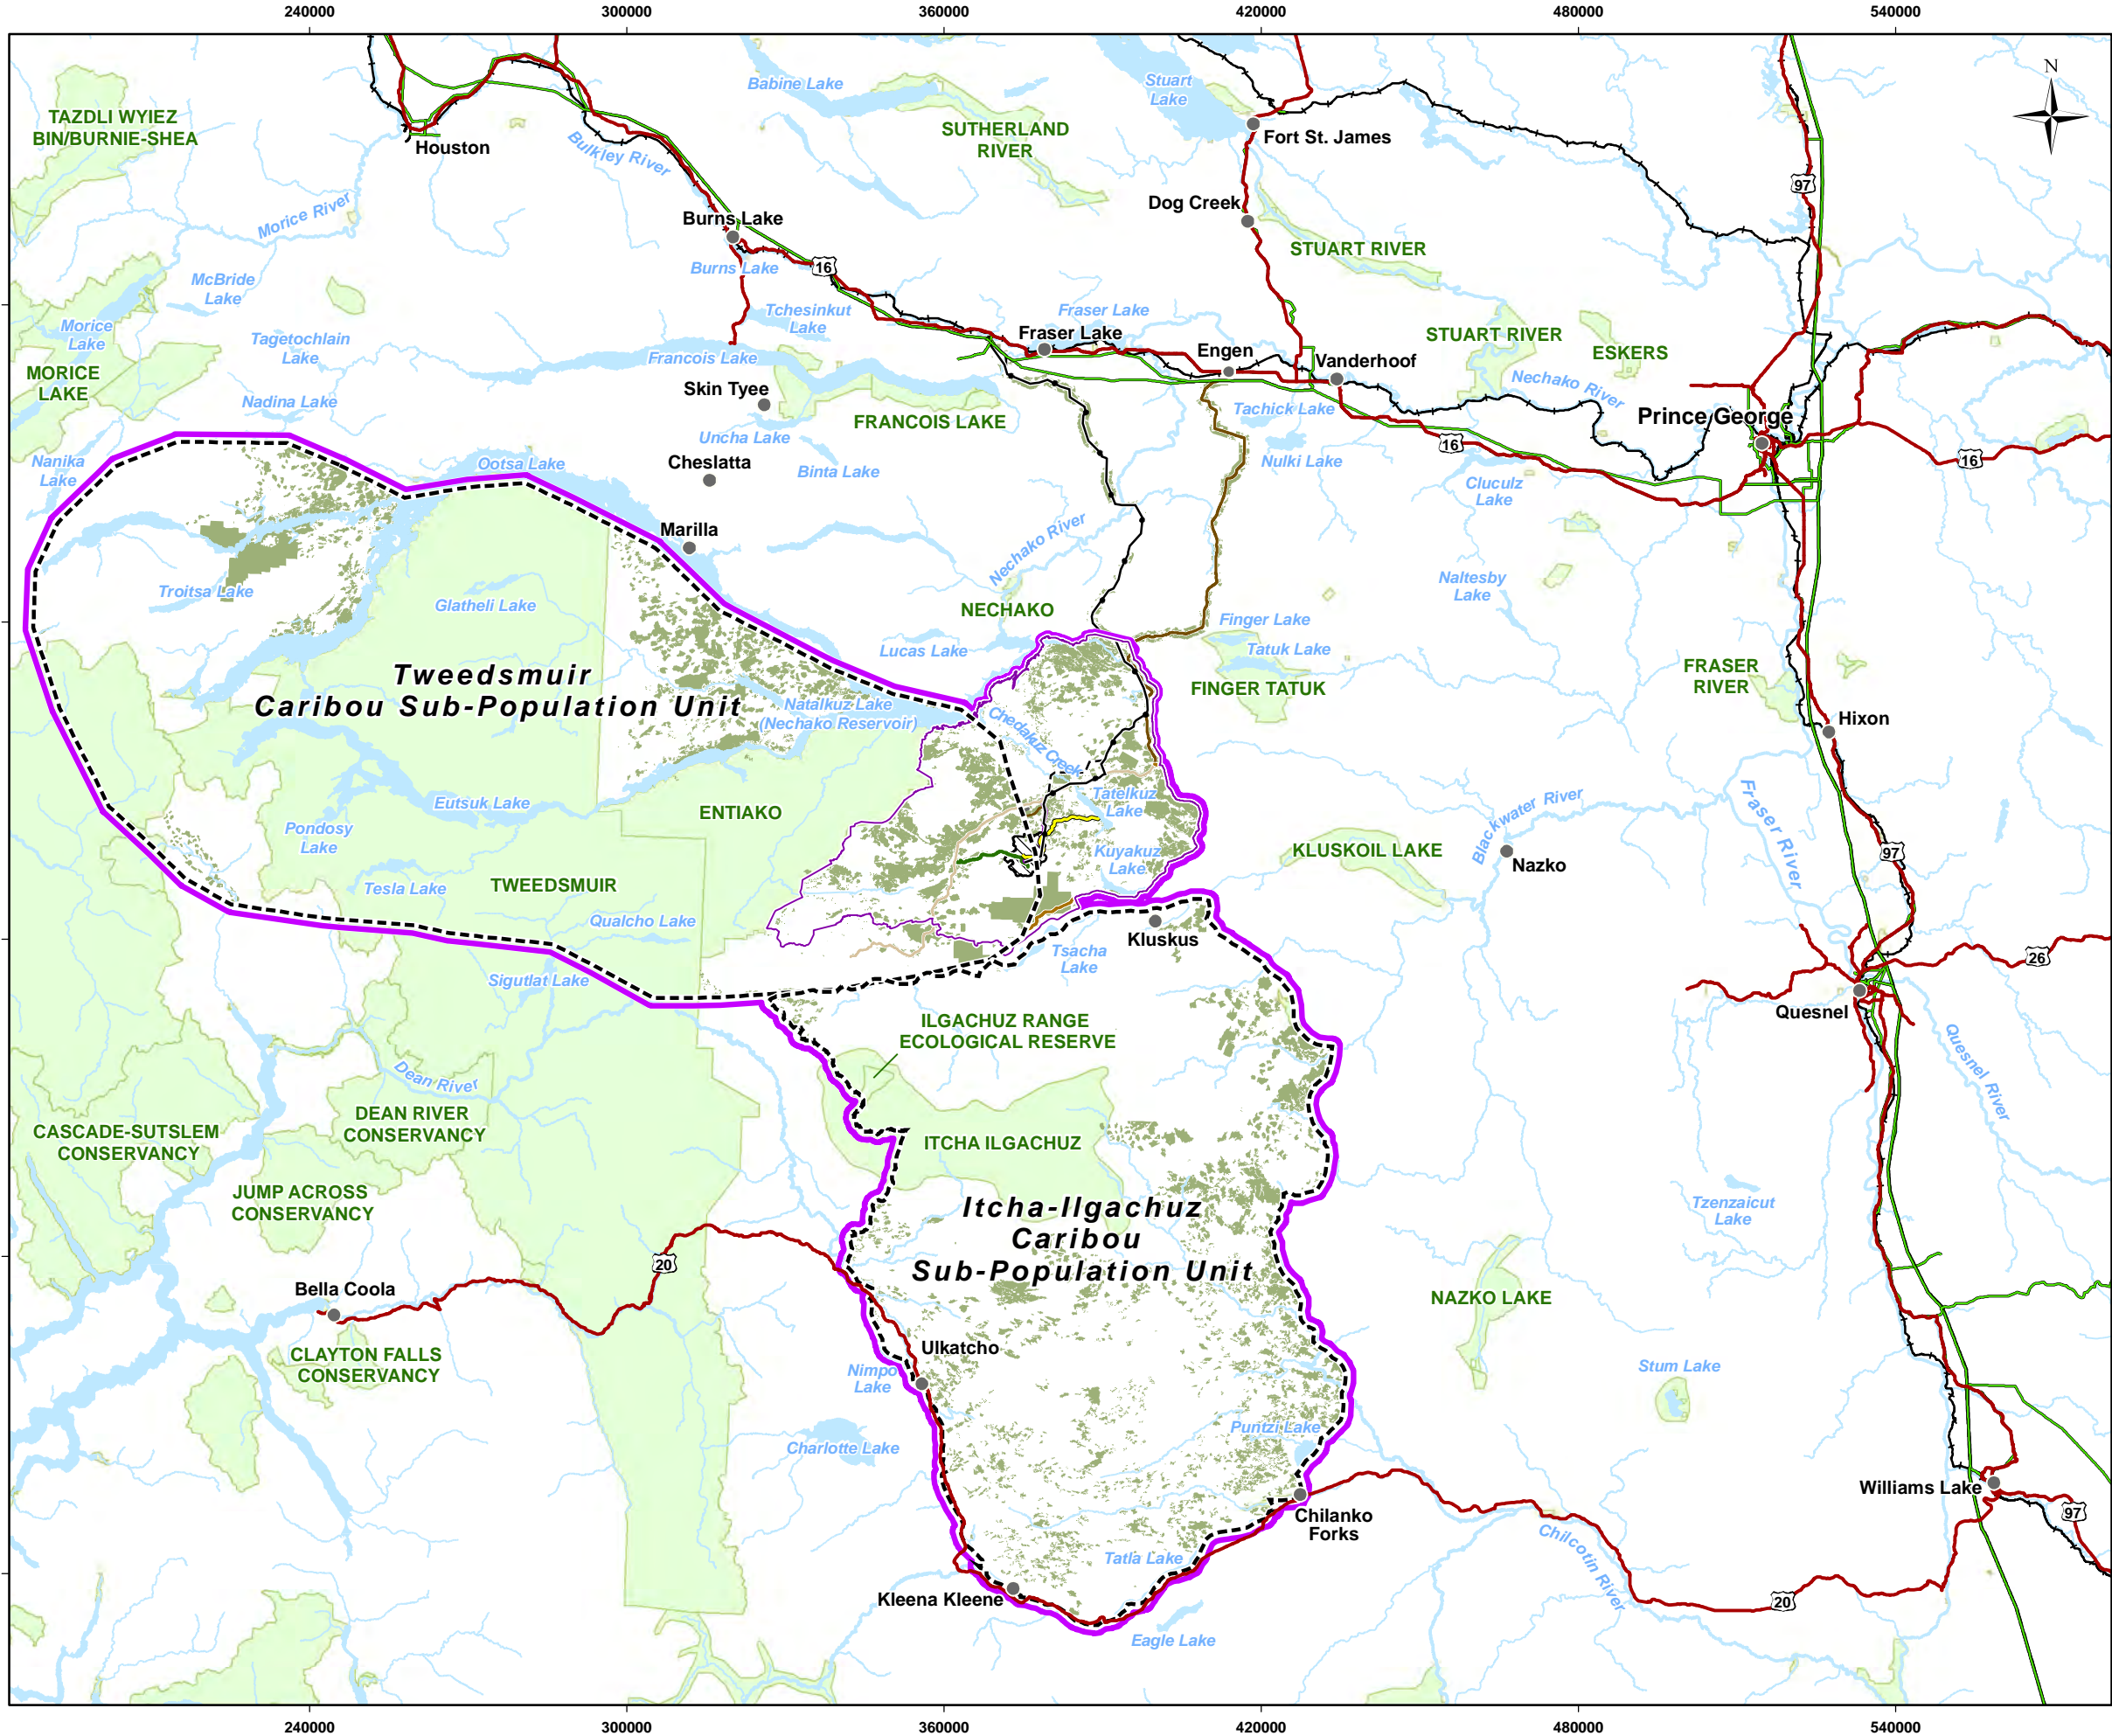 240000
300000
360000
420000
480000
540000
N
TAZDLI WYIEZ
BIN/BURNIE-SHEA
Houston
Bulkley River
Babine Lake
SUTHERLAND
RIVER
Stuart
Lake
Fort St. James
97
Morice River
Burns Lake
Burns Lake
Dog Creek
STUART RIVER
16
McBride
Lake
Morice
Lake
Tagetochlain
Lake
Tchesinkut
Lake
Fraser Lake
Fraser Lake
Engen
Vanderhoof
STUART RIVER
ESKERS
MORICE
LAKE
Francois Lake
Skin Tyee
Nadina Lake
FRANCOIS LAKE
Tachick Lake
Nechako River
Prince George
16
16
Uncha Lake
Nanika
Lake
Ootsa Lake
Cheslatta
Binta Lake
Nulki Lake
Cluculz
Lake
Marilla
Nechako River
Troitsa Lake
Glatheli Lake
NECHAKO
Naltesby
Lake
Finger Lake
Tatuk Lake
Lucas Lake
FINGER TATUK
FRASER
RIVER
Tweedsmuir
Caribou Sub-Population Unit
Natalkuz Lake
(Nechako Reservoir)
Chedakuz Creek
Hixon
Eutsuk Lake
ENTIAKO
Tatelkuz
Lake
Blackwater River
Fraser River
Pondosy
Lake
Kuyakuz
Lake
KLUSKOIL LAKE
Nazko
97
Tesla Lake
TWEEDSMUIR
Qualcho Lake
Kluskus
Tsacha
Lake
26
Sigutlat Lake
Quesnel
ILGACHUZ RANGE
ECOLOGICAL RESERVE
Quesnel River
Dean River
DEAN RIVER
CONSERVANCY
CASCADE-SUTSLEM
CONSERVANCY
ITCHA ILGACHUZ
JUMP ACROSS
CONSERVANCY
Itcha-Ilgachuz
Caribou
Sub-Population Unit
Tzenzaicut
Lake
20
Bella Coola
NAZKO LAKE
CLAYTON FALLS
CONSERVANCY
Ulkatcho
Nimpo
Lake
Stum Lake
Charlotte Lake
Puntzi Lake
Williams Lake
97
Chilanko
Forks
Chilcotin River
Tatla Lake
Kleena Kleene
20
Eagle Lake
240000
300000
360000
420000
480000
540000